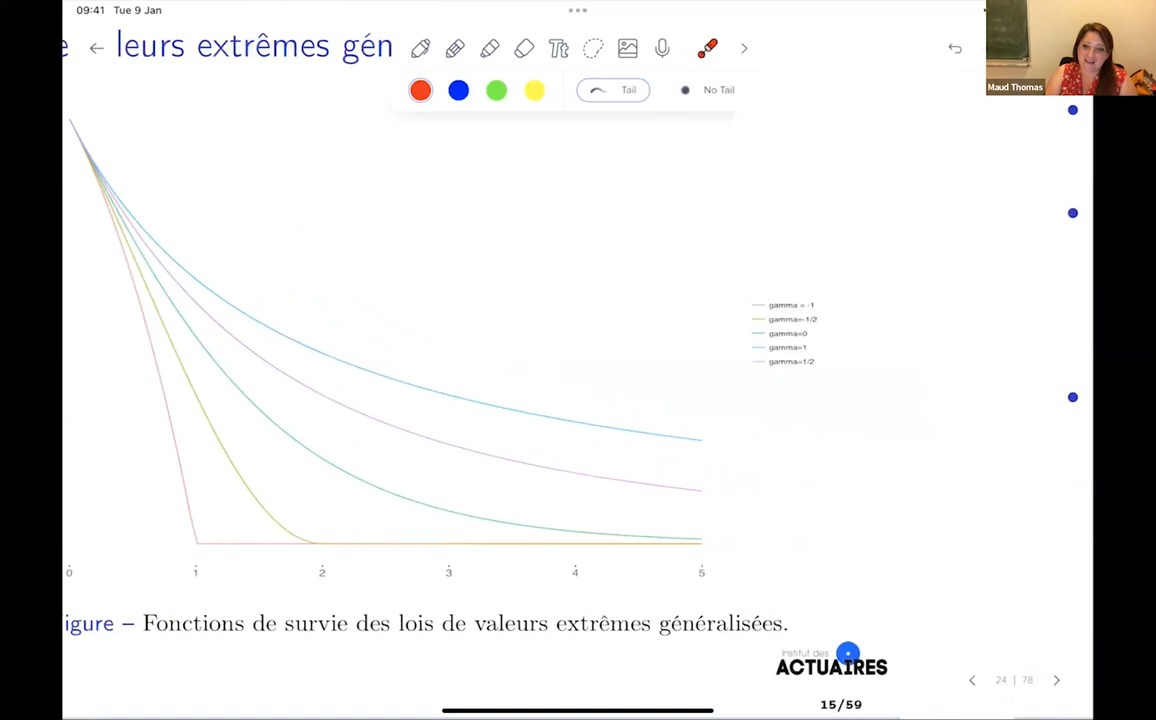 09:41 Tue 9 Jan
e leurs extrêmes gén
Tt
Tail
No Tail
Maud Thomas
gamma = -1
gamma=-1/2
gamma=0
gamma=1
gamma=1/2
0 1 2 3 4 5
igure – Fonctions de survie des lois de valeurs extrêmes généralisées.
Institut des
ACTUAIRES
24 | 78
15/59